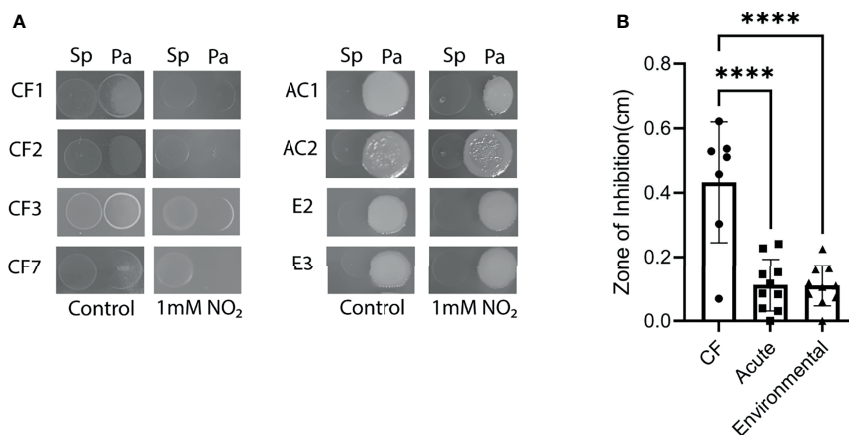 A
Sp Pa Sp Pa
CF1
CF2
CF3
CF7
Control 1mM NO₂
Sp Pa Sp Pa
AC1
AC2
E2
E3
Control 1mM NO₂
B
****
****
Zone of Inhibition(cm)
0.8
0.6
0.4
0.2
0.0
CF
Acute
Environmental